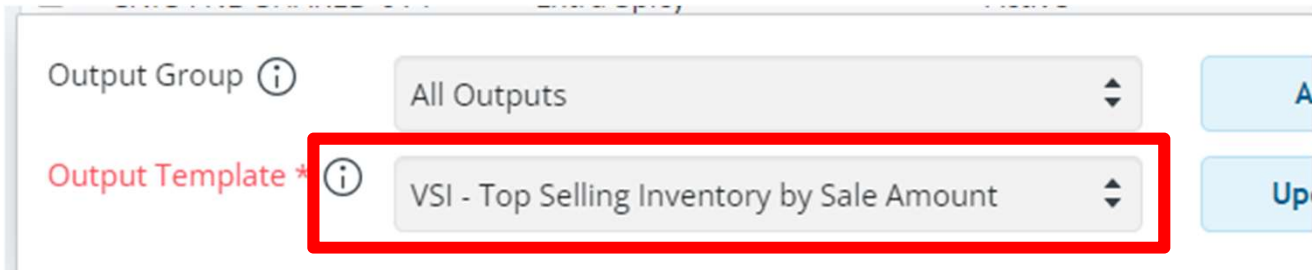 Output Group
All Outputs
Output Template *
VSI - Top Selling Inventory by Sale Amount